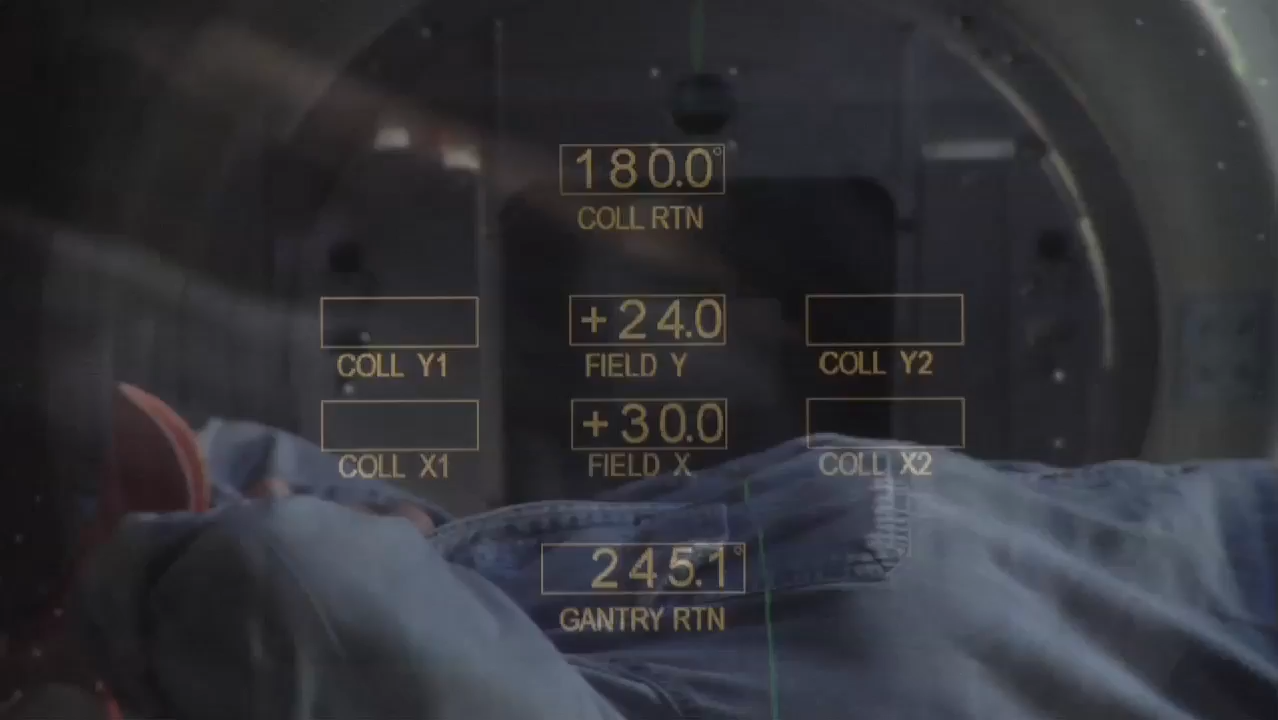 180.0°
COLL RTN
+24.0
COLL Y1 FIELD Y COLL Y2
+30.0
COLL X1 FIELD X COLL X2
245.1°
GANTRY RTN